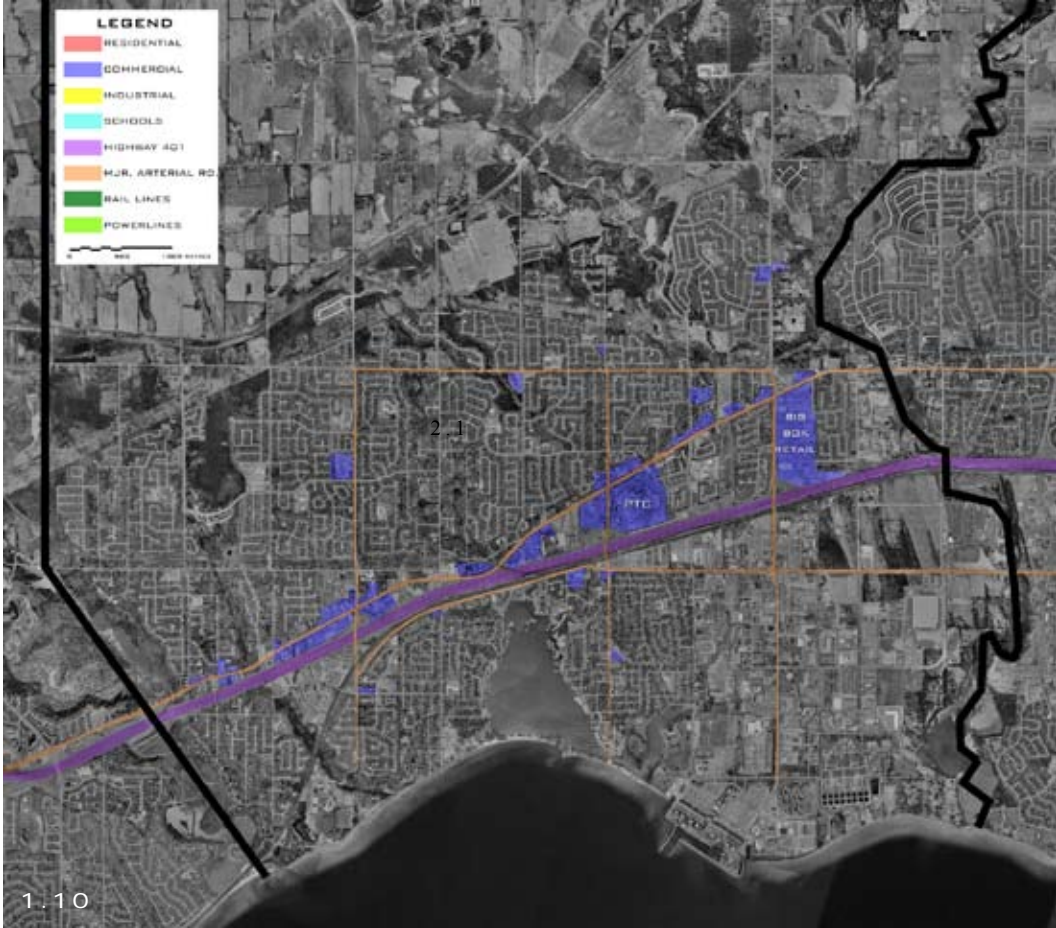 LEGEND
RESIDENTIAL
COMMERCIAL
INDUSTRIAL
SCHOOLS
HIGHWAY 401
MJR. ARTERIAL RD.
RAIL LINES
POWERLINES
0
2.1
BIG
BOX
RETAIL
PTC
1.10